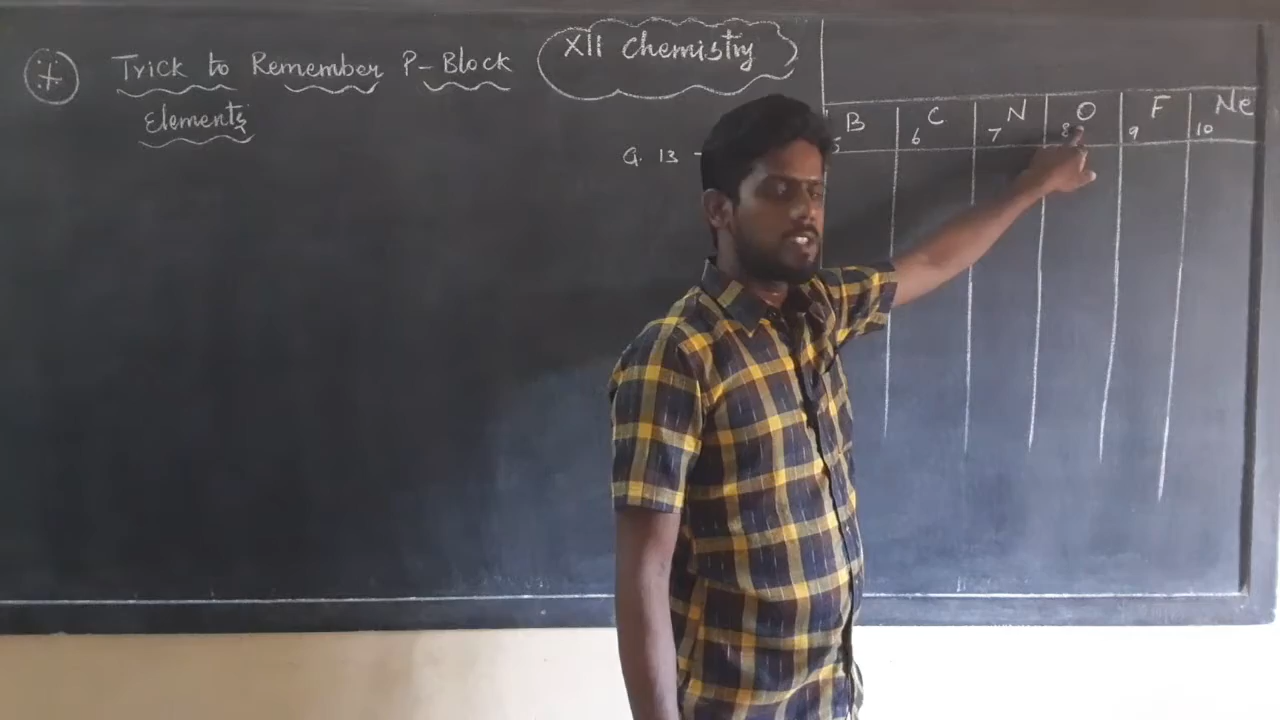 Trick to Remember P-Block
Elements
XII Chemistry
G. 13 -
B C N O F Ne
5 6 7 8 9 10